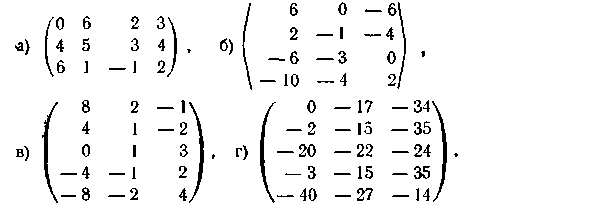 а) (0 6 2 3
4 5 3 4
6 1 −1 2),
б) (6 0 −6
2 −1 −4
−6 −3 0
−10 −4 2),
в) (8 2 −1
4 1 −2
0 1 3
−4 −1 2
−8 −2 4),
г) (0 −17 −34
−2 −15 −35
−20 −22 −24
−3 −15 −35
−40 −27 −14).